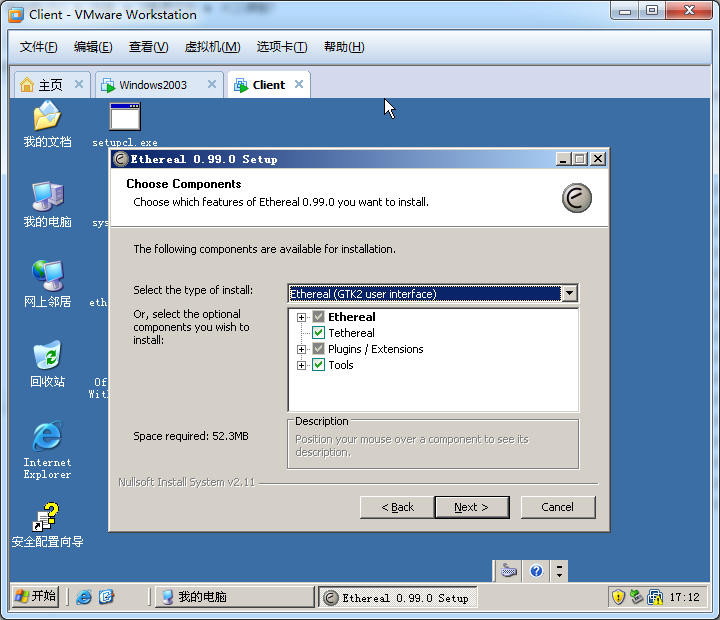 Client - VMware Workstation
文件(F) 编辑(E) 查看(V) 虚拟机(M) 选项卡(T) 帮助(H)
主页 Windows2003 Client
我的文档
setupcl.exe
我的电脑
sys
网上邻居
eth
回收站
Of
Wit
Internet
Explorer
安全配置向导
Ethereal 0.99.0 Setup
Choose Components
Choose which features of Ethereal 0.99.0 you want to install.
The following components are available for installation.
Select the type of install:
Ethereal (GTK2 user interface)
Or, select the optional
components you wish to
install:
Ethereal
Tethereal
Plugins / Extensions
Tools
Space required: 52.3MB
Description
Position your mouse over a component to see its
description.
Nullsoft Install System v2.11
< Back Next > Cancel
开始 我的电脑 Ethereal 0.99.0 Setup 17:12